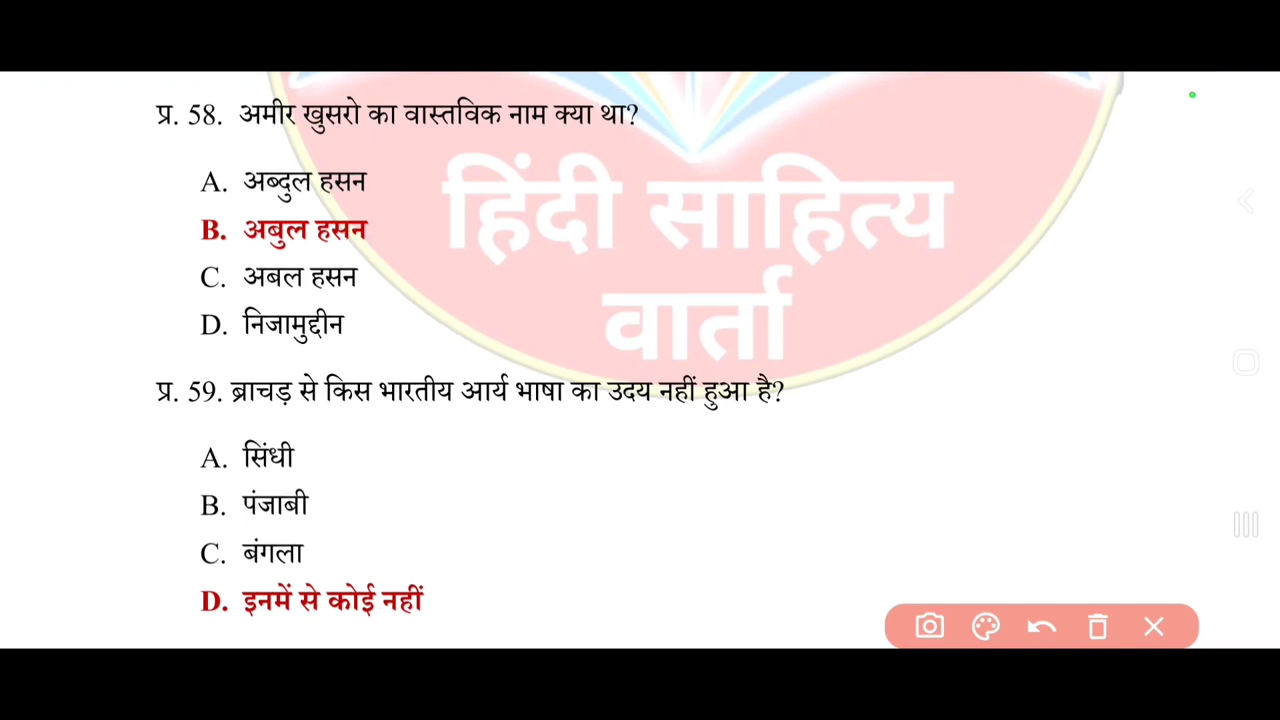 प्र. 58. अमीर खुसरो का वास्तविक नाम क्या था?
A. अब्दुल हसन
B. अबुल हसन
C. अबल हसन
D. निजामुद्दीन
हिंदी साहित्य
वार्ता
प्र. 59. ब्राचड़ से किस भारतीय आर्य भाषा का उदय नहीं हुआ है?
A. सिंधी
B. पंजाबी
C. बंगला
D. इनमें से कोई नहीं